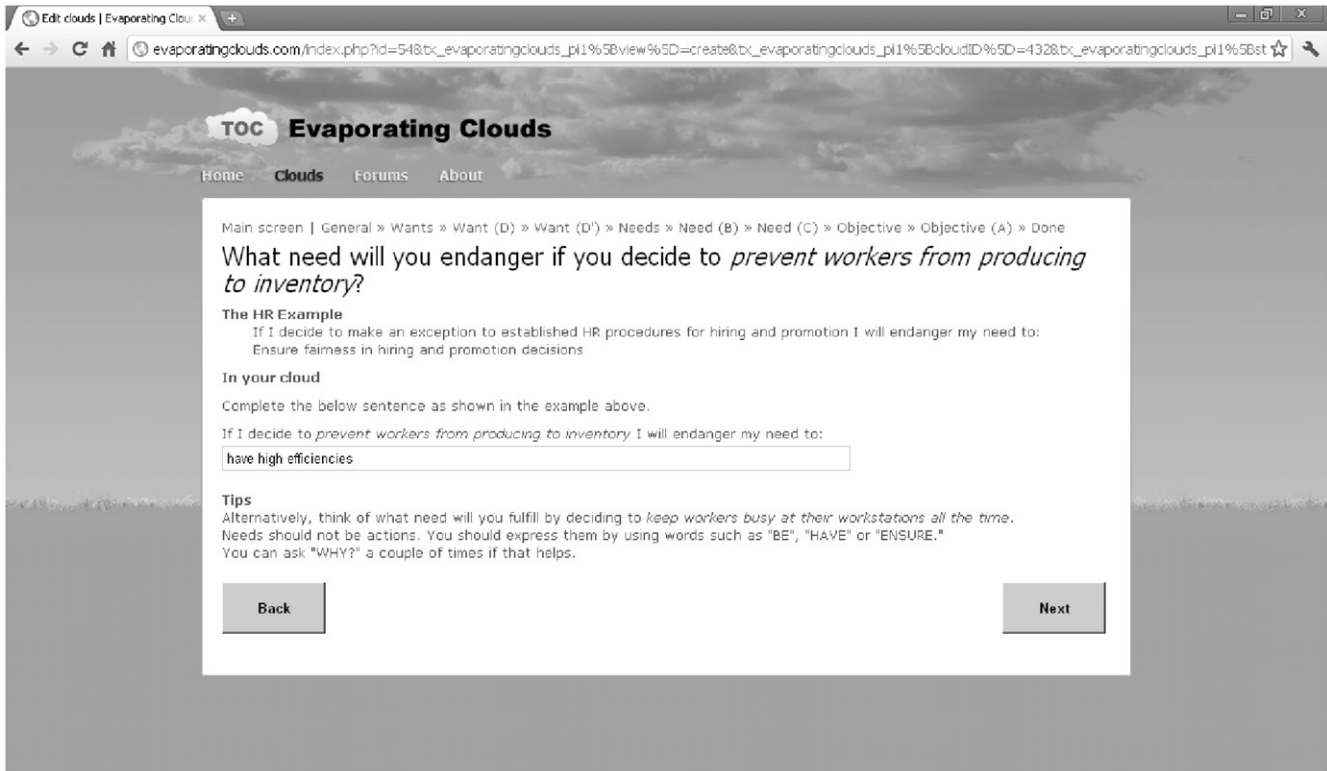 Edit clouds | Evaporating Clou
evaporatingclouds.com/index.php?id=54&tx_evaporatingclouds_pi1%5Bview%5D=create&tx_evaporatingclouds_pi1%5BcloudID%5D=432&tx_evaporatingclouds_pi1%5Bst
TOC Evaporating Clouds
Home Clouds Forums About
Main screen | General » Wants » Want (D) » Want (D') » Needs » Need (B) » Need (C) » Objective » Objective (A) » Done
What need will you endanger if you decide to prevent workers from producing
to inventory?
The HR Example
If I decide to make an exception to established HR procedures for hiring and promotion I will endanger my need to:
Ensure fairness in hiring and promotion decisions
In your cloud
Complete the below sentence as shown in the example above.
If I decide to prevent workers from producing to inventory I will endanger my need to:
have high efficiencies
Tips
Alternatively, think of what need will you fulfill by deciding to keep workers busy at their workstations all the time.
Needs should not be actions. You should express them by using words such as "BE", "HAVE" or "ENSURE."
You can ask "WHY?" a couple of times if that helps.
Back Next